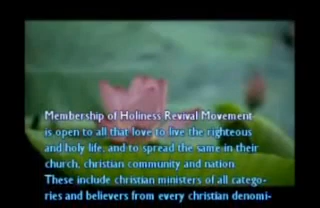 Membership of Holiness Revival Movement
is open to all that love to live the righteous
and holy life, and to spread the same in their
church, christian community and nation.
These include christian ministers of all catego-
ries and believers from every christian denomi-